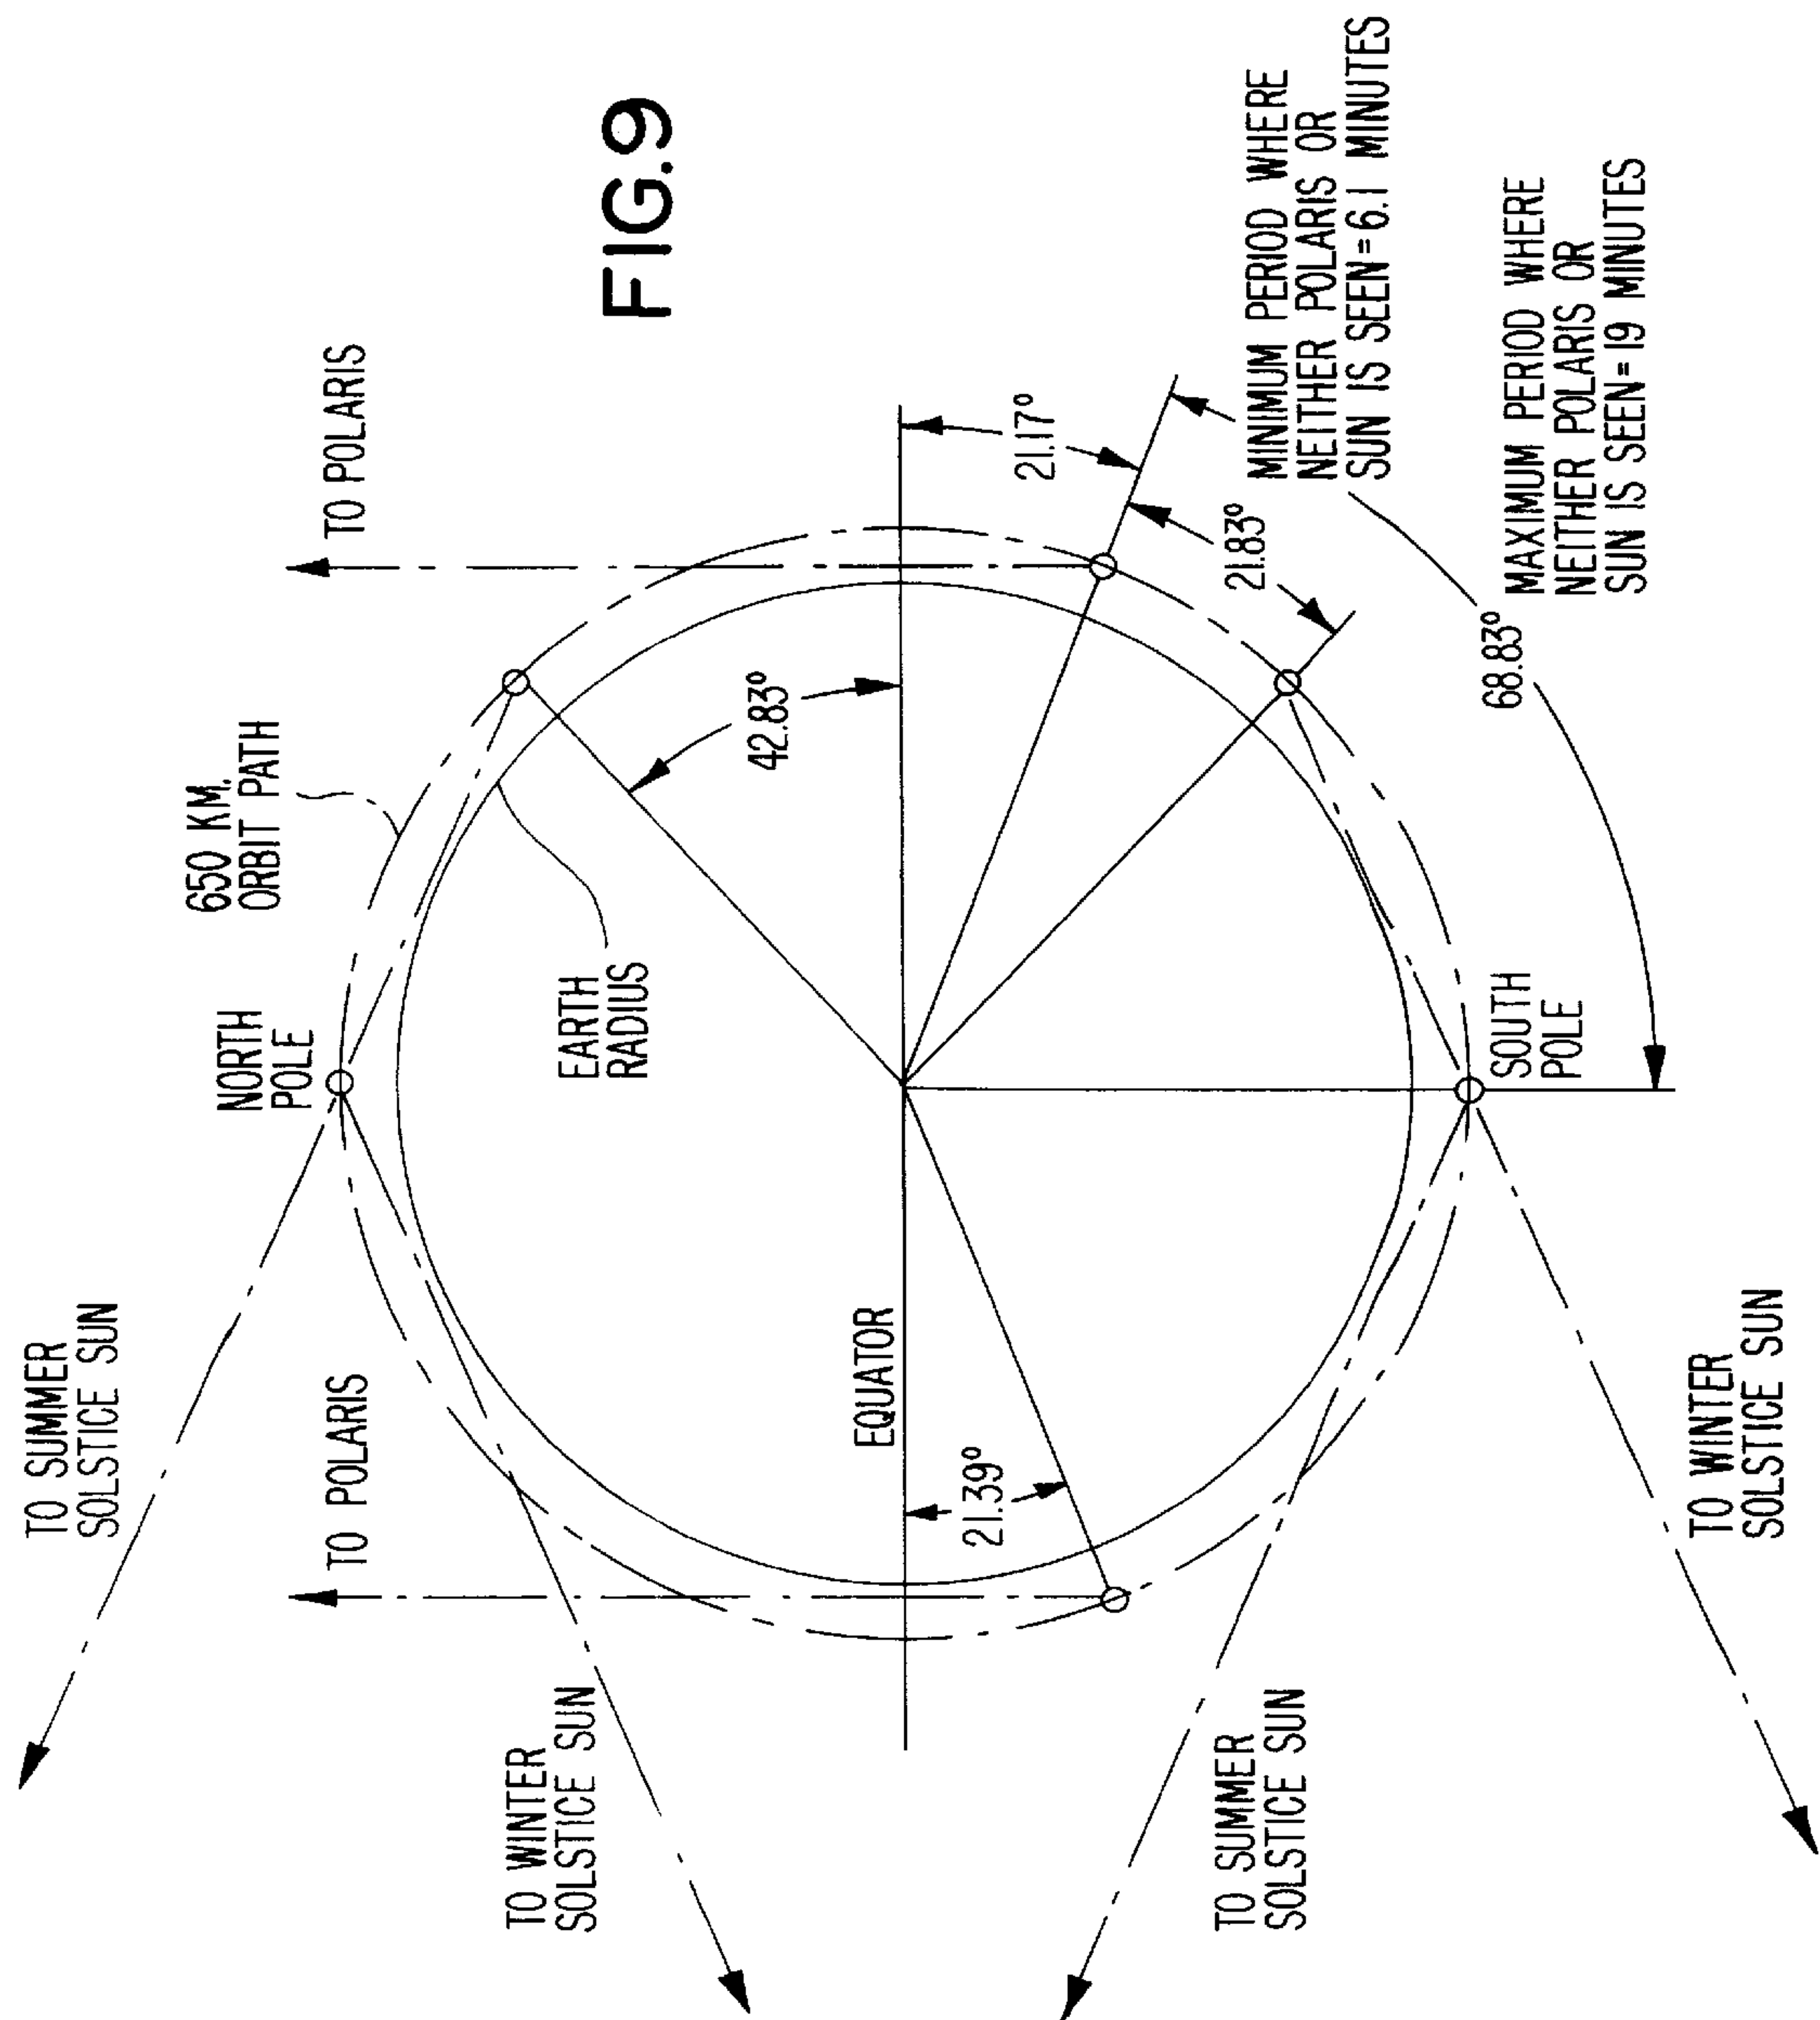 FIG.9
TO SUMMER
SOLSTICE SUN
TO POLARIS
TO WINTER
SOLSTICE SUN
NORTH
POLE
650 KM.
ORBIT PATH
TO POLARIS
EARTH
RADIUS
42.83°
EQUATOR
21.39°
21.17°
21.83°
68.83°
MINIMUM PERIOD WHERE
NEITHER POLARIS OR
SUN IS SEEN=6.1 MINUTES
MAXIMUM PERIOD WHERE
NEITHER POLARIS OR
SUN IS SEEN=19 MINUTES
SOUTH
POLE
TO SUMMER
SOLSTICE SUN
TO WINTER
SOLSTICE SUN